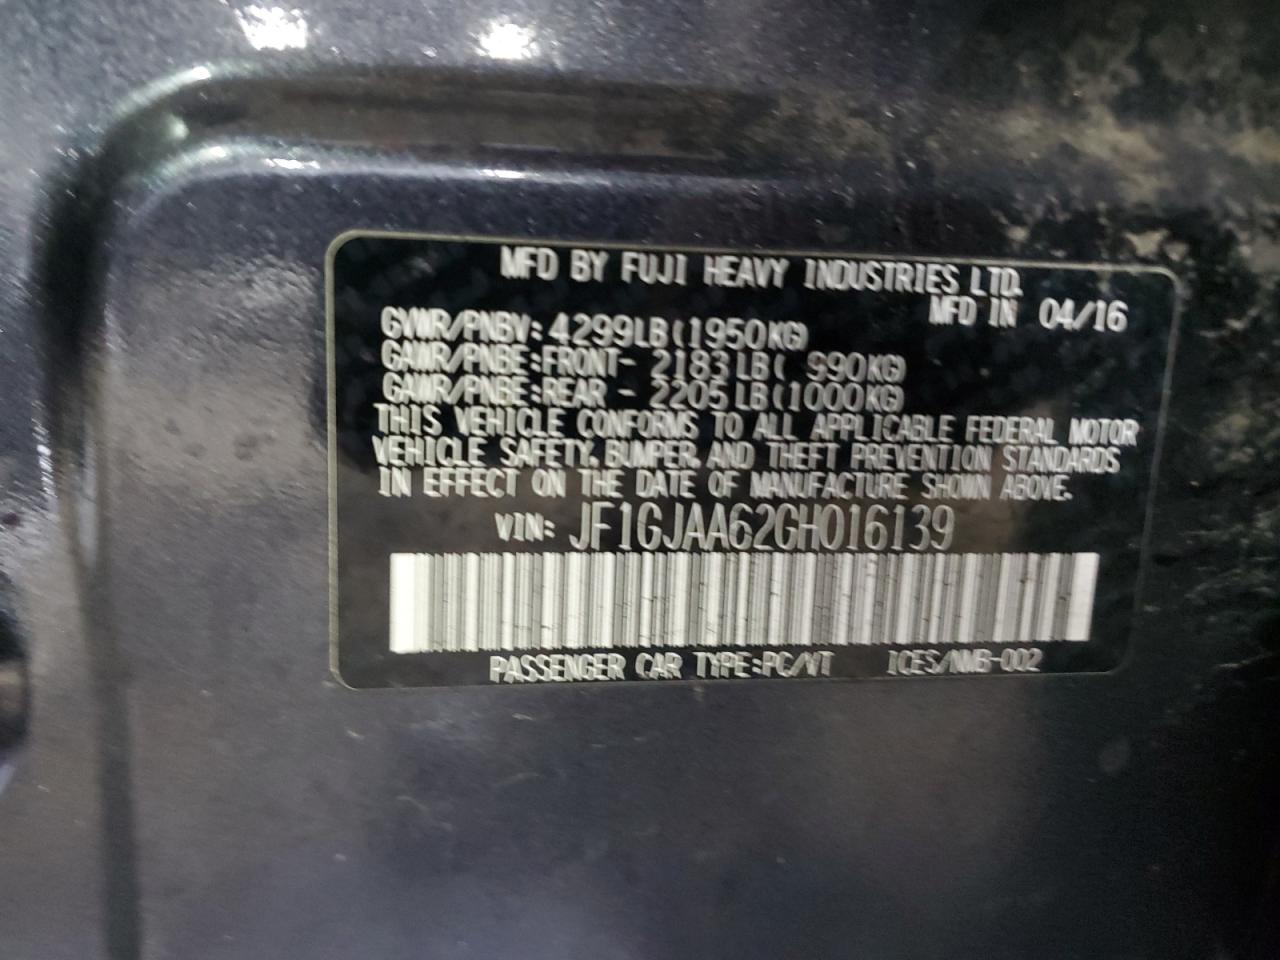 MFD BY FUJI HEAVY INDUSTRIES LTD.
MFD IN 04/16
GVWR/PNBV: 4299LB(1950KG)
GAWR/PNBE:FRONT- 2183LB( 990KG)
GAWR/PNBE:REAR - 2205LB(1000KG)
THIS VEHICLE CONFORMS TO ALL APPLICABLE FEDERAL MOTOR
VEHICLE SAFETY, BUMPER, AND THEFT PREVENTION STANDARDS
IN EFFECT ON THE DATE OF MANUFACTURE SHOWN ABOVE.
VIN: JF1GJAA62GH016139
PASSENGER CAR TYPE:PC/VT ICES/NMB-002